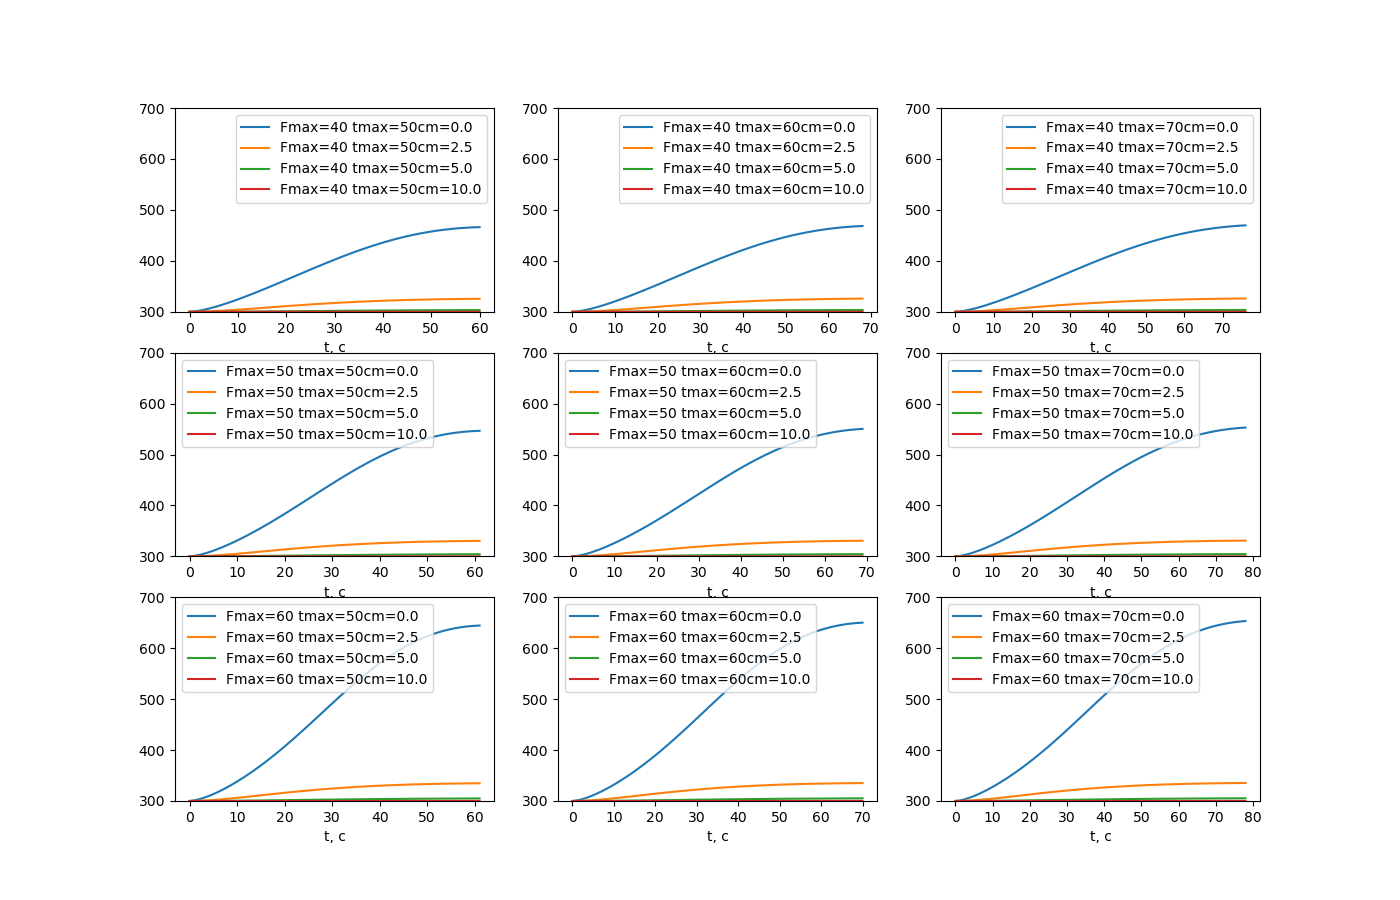 700
600
500
400
300
Fmax=40 tmax=50cm=0.0
Fmax=40 tmax=50cm=2.5
Fmax=40 tmax=50cm=5.0
Fmax=40 tmax=50cm=10.0
0 10 20 30 40 50 60
t, c
700
600
500
400
300
Fmax=40 tmax=60cm=0.0
Fmax=40 tmax=60cm=2.5
Fmax=40 tmax=60cm=5.0
Fmax=40 tmax=60cm=10.0
0 10 20 30 40 50 60 70
t, c
700
600
500
400
300
Fmax=40 tmax=70cm=0.0
Fmax=40 tmax=70cm=2.5
Fmax=40 tmax=70cm=5.0
Fmax=40 tmax=70cm=10.0
0 10 20 30 40 50 60 70
t, c
700
600
500
400
300
Fmax=50 tmax=50cm=0.0
Fmax=50 tmax=50cm=2.5
Fmax=50 tmax=50cm=5.0
Fmax=50 tmax=50cm=10.0
0 10 20 30 40 50 60
t, c
700
600
500
400
300
Fmax=50 tmax=60cm=0.0
Fmax=50 tmax=60cm=2.5
Fmax=50 tmax=60cm=5.0
Fmax=50 tmax=60cm=10.0
0 10 20 30 40 50 60 70
t, c
700
600
500
400
300
Fmax=50 tmax=70cm=0.0
Fmax=50 tmax=70cm=2.5
Fmax=50 tmax=70cm=5.0
Fmax=50 tmax=70cm=10.0
0 10 20 30 40 50 60 70 80
t, c
700
600
500
400
300
Fmax=60 tmax=50cm=0.0
Fmax=60 tmax=50cm=2.5
Fmax=60 tmax=50cm=5.0
Fmax=60 tmax=50cm=10.0
0 10 20 30 40 50 60
t, c
700
600
500
400
300
Fmax=60 tmax=60cm=0.0
Fmax=60 tmax=60cm=2.5
Fmax=60 tmax=60cm=5.0
Fmax=60 tmax=60cm=10.0
0 10 20 30 40 50 60 70
t, c
700
600
500
400
300
Fmax=60 tmax=70cm=0.0
Fmax=60 tmax=70cm=2.5
Fmax=60 tmax=70cm=5.0
Fmax=60 tmax=70cm=10.0
0 10 20 30 40 50 60 70 80
t, c